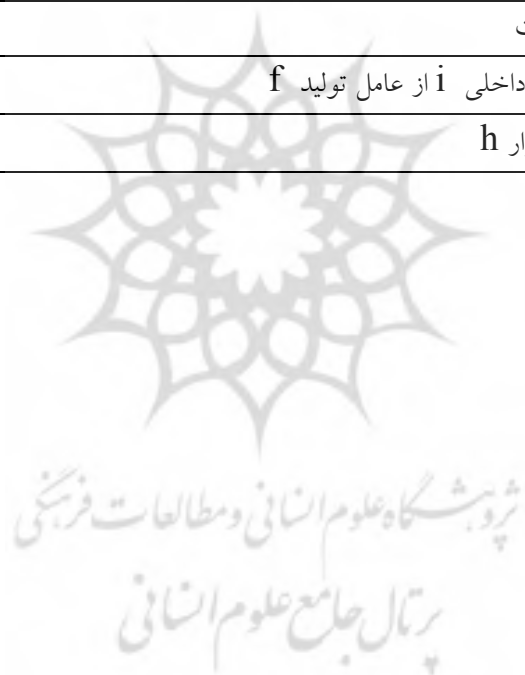 ت
داخلی i از عامل تولید f
ار h
پژوهشگاه علوم انسانی و مطالعات فرهنگی
پرتال جامع علوم انسانی